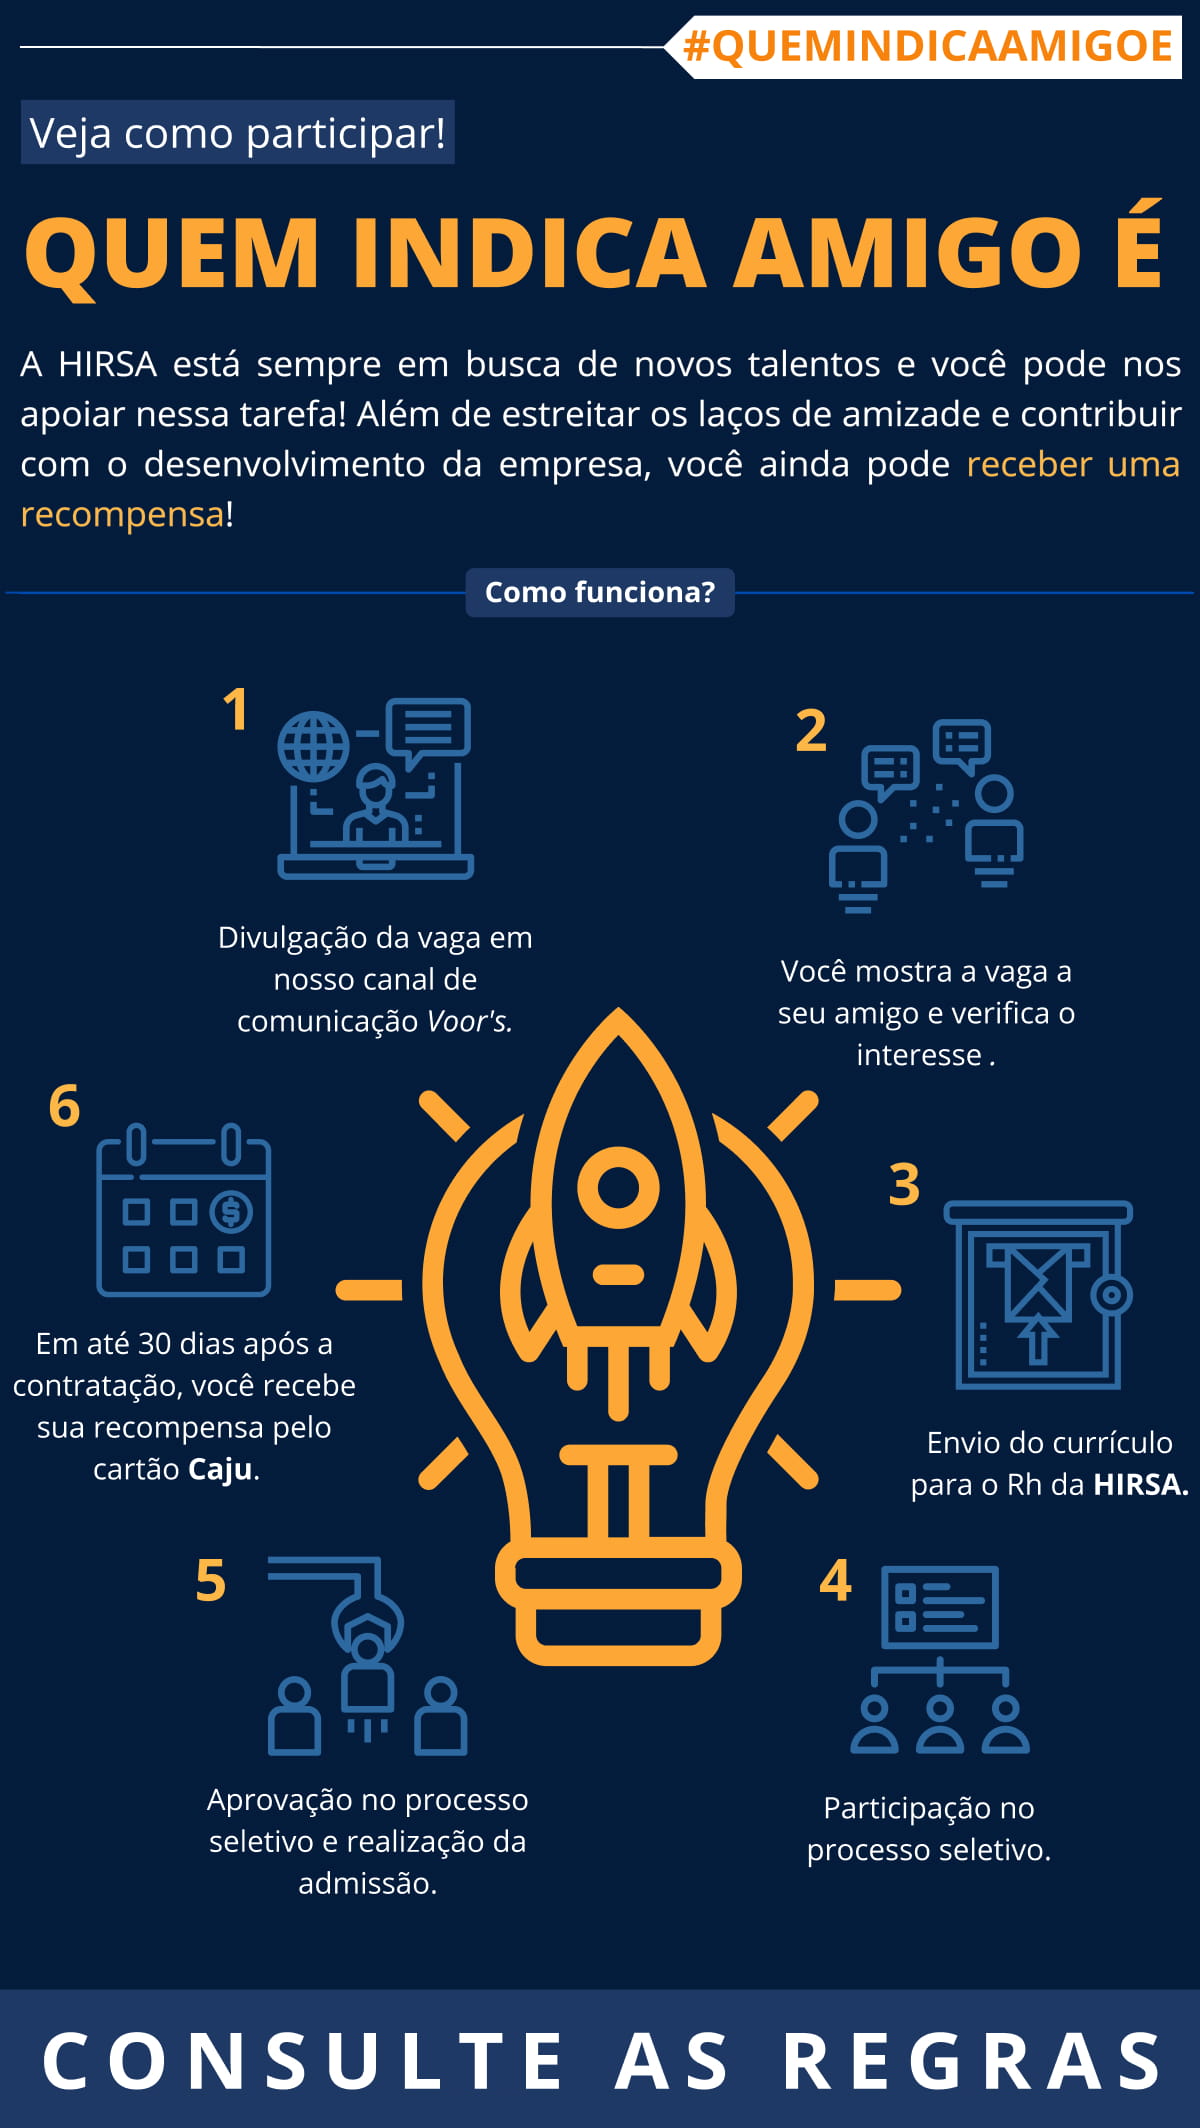 #QUEMINDICAAMIGOE
Veja como participar!
QUEM INDICA AMIGO É
A HIRSA está sempre em busca de novos talentos e você pode nos
apoiar nessa tarefa! Além de estreitar os laços de amizade e contribuir
com o desenvolvimento da empresa, você ainda pode receber uma
recompensa!
Como funciona?
1
Divulgação da vaga em
nosso canal de
comunicação Voor's.
2
Você mostra a vaga a
seu amigo e verifica o
interesse .
3
Envio do currículo
para o Rh da HIRSA.
4
Participação no
processo seletivo.
5
Aprovação no processo
seletivo e realização da
admissão.
6
Em até 30 dias após a
contratação, você recebe
sua recompensa pelo
cartão Caju.
CONSULTE AS REGRAS